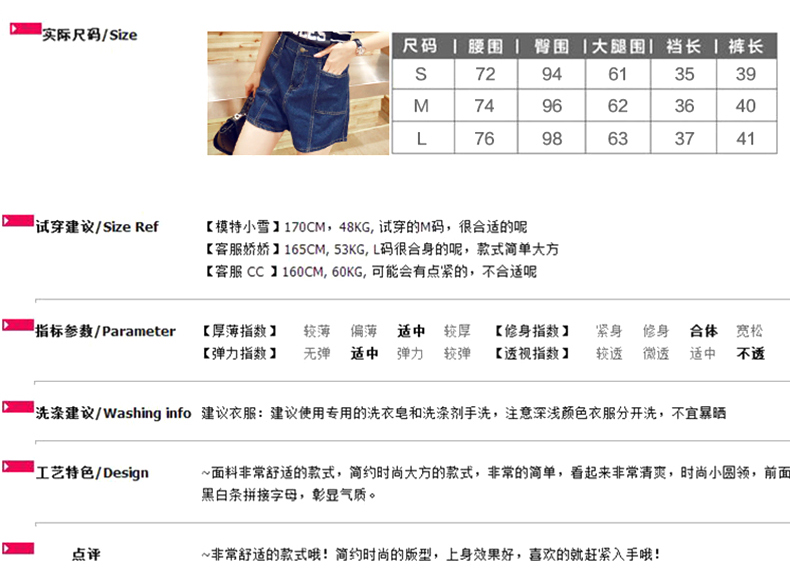 实际尺码/Size
尺码 腰围 臀围 大腿围 裆长 裤长
S 72 94 61 35 39
M 74 96 62 36 40
L 76 98 63 37 41
试穿建议/Size Ref 【模特小雪】170CM，48KG, 试穿的M码，很合适的呢
【客服娇娇】165CM, 53KG, L码很合身的呢，款式简单大方
【客服 CC 】160CM, 60KG, 可能会有点紧的，不合适呢
指标参数/Parameter 【厚薄指数】 较薄 偏薄 适中 较厚 【修身指数】 紧身 修身 合体 宽松
【弹力指数】 无弹 适中 弹力 较弹 【透视指数】 较透 微透 适中 不透
洗涤建议/Washing info 建议衣服：建议使用专用的洗衣皂和洗涤剂手洗，注意深浅颜色衣服分开洗，不宜暴晒
工艺特色/Design ~面料非常舒适的款式，简约时尚大方的款式，非常的简单，看起来非常清爽，时尚小圆领，前面
黑白条拼接字母，彰显气质。
点评 ~非常舒适的款式哦！简约时尚的版型，上身效果好，喜欢的就赶紧入手哦！